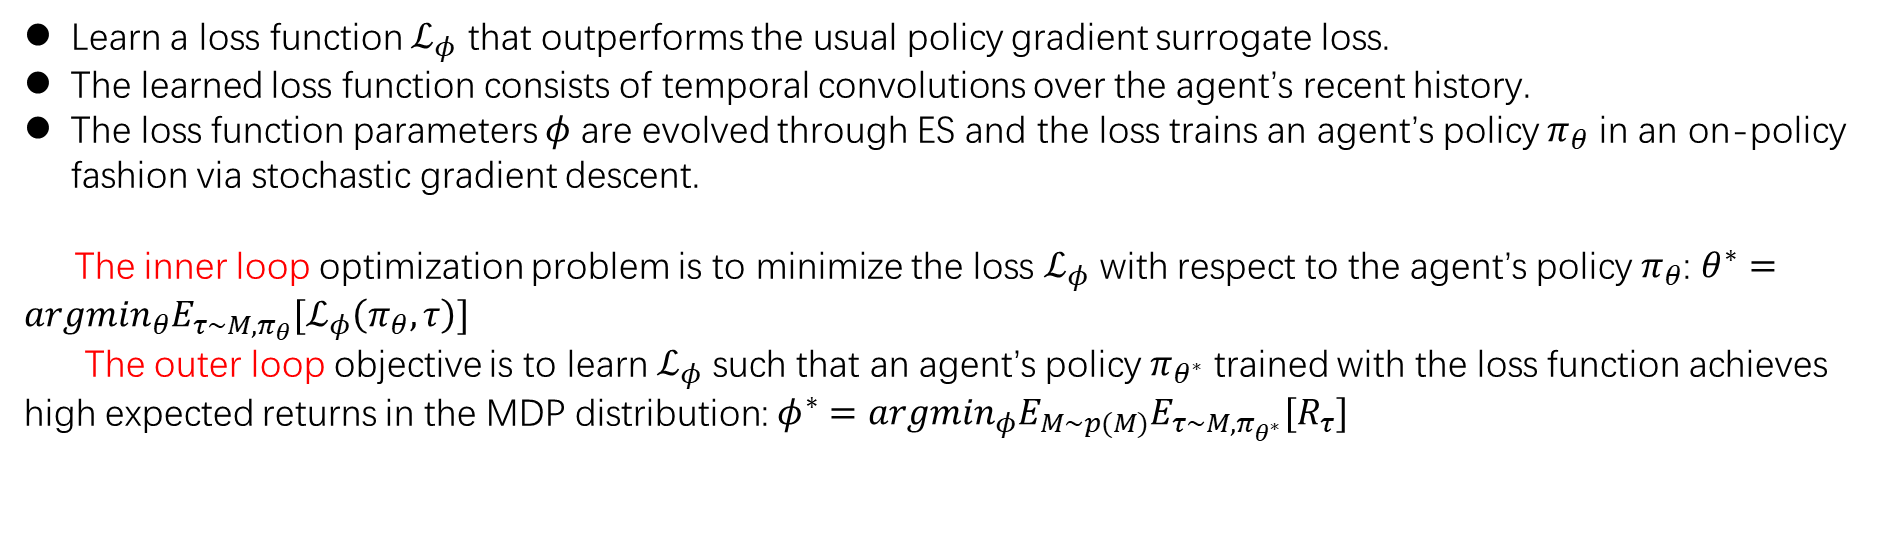 ● Learn a loss function ℒ_ϕ that outperforms the usual policy gradient surrogate loss.
● The learned loss function consists of temporal convolutions over the agent's recent history.
● The loss function parameters ϕ are evolved through ES and the loss trains an agent's policy π_θ in an on-policy
fashion via stochastic gradient descent.
The inner loop optimization problem is to minimize the loss ℒ_ϕ with respect to the agent's policy π_θ: θ* =
argmin_θ E_{τ~M,π_θ}[ℒ_ϕ(π_θ, τ)]
The outer loop objective is to learn ℒ_ϕ such that an agent's policy π_{θ*} trained with the loss function achieves
high expected returns in the MDP distribution: ϕ* = argmin_ϕ E_{M~p(M)} E_{τ~M,π_{θ*}}[R_τ]